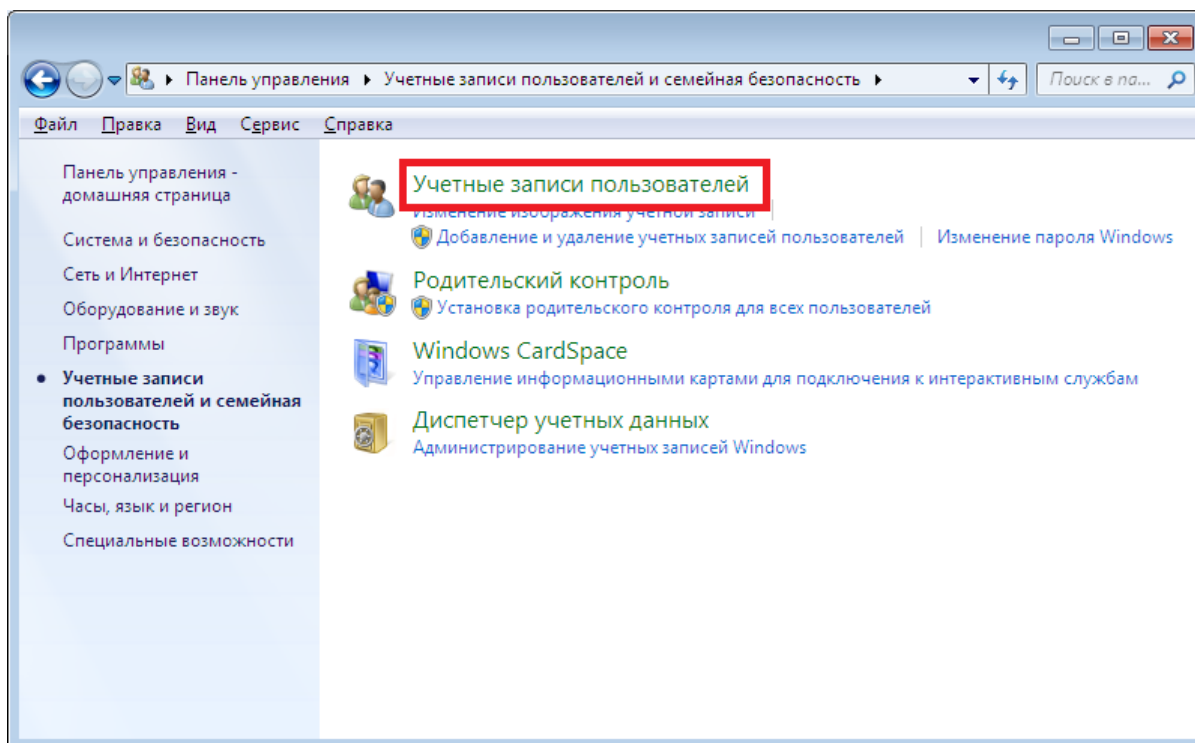 Панель управления ▸ Учетные записи пользователей и семейная безопасность ▸
Поиск в па...
Файл Правка Вид Сервис Справка
Панель управления -
домашняя страница
Система и безопасность
Сеть и Интернет
Оборудование и звук
Программы
Учетные записи
пользователей и семейная
безопасность
Оформление и
персонализация
Часы, язык и регион
Специальные возможности
Учетные записи пользователей
Изменение изображения учетной записи
Добавление и удаление учетных записей пользователей | Изменение пароля Windows
Родительский контроль
Установка родительского контроля для всех пользователей
Windows CardSpace
Управление информационными картами для подключения к интерактивным службам
Диспетчер учетных данных
Администрирование учетных записей Windows